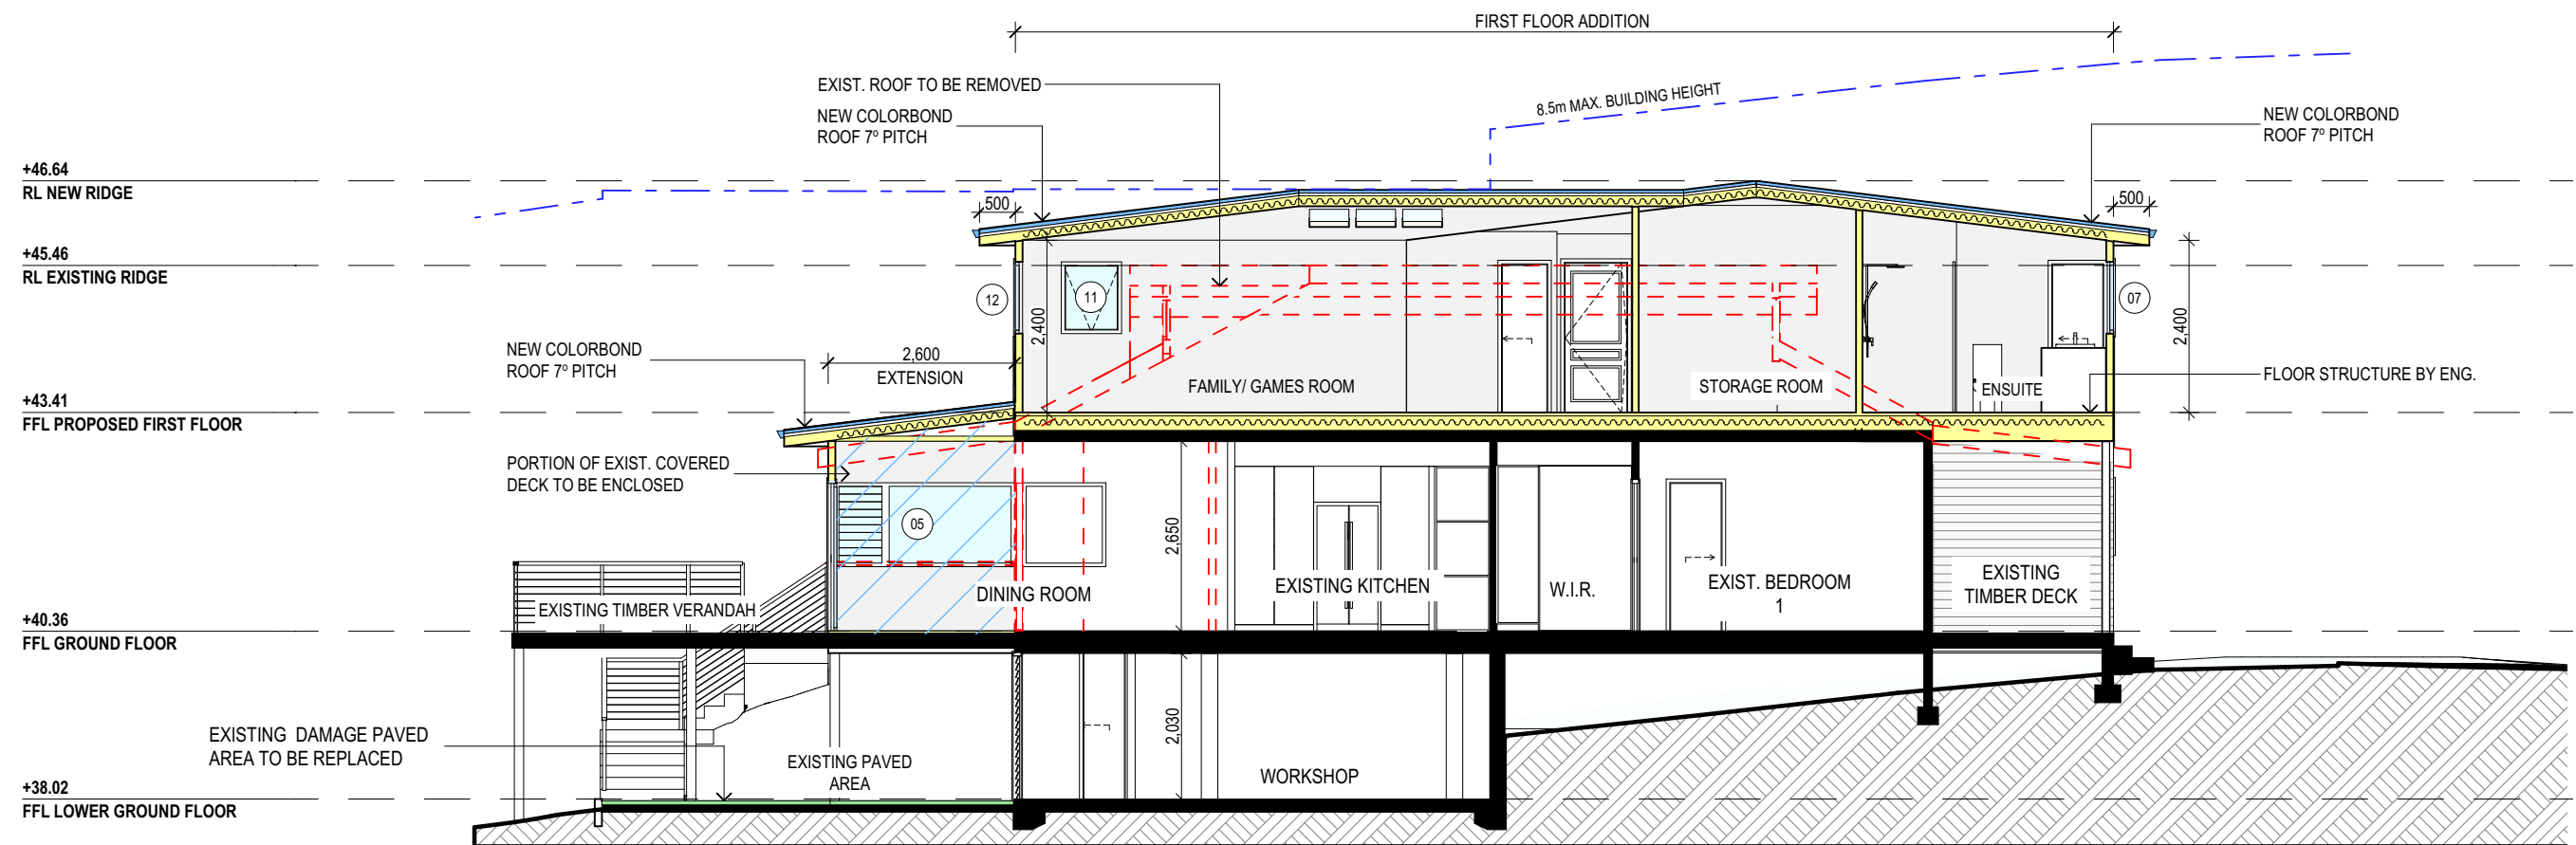 FIRST FLOOR ADDITION
EXIST. ROOF TO BE REMOVED
NEW COLORBOND
ROOF 7º PITCH
8.5m MAX. BUILDING HEIGHT
NEW COLORBOND
ROOF 7º PITCH
+46.64
RL NEW RIDGE
500
500
+45.46
RL EXISTING RIDGE
12
11
07
2,400
2,400
NEW COLORBOND
ROOF 7º PITCH
2,600
EXTENSION
FAMILY/ GAMES ROOM
STORAGE ROOM
ENSUITE
FLOOR STRUCTURE BY ENG.
+43.41
FFL PROPOSED FIRST FLOOR
PORTION OF EXIST. COVERED
DECK TO BE ENCLOSED
05
2,650
DINING ROOM
EXISTING KITCHEN
W.I.R.
EXIST. BEDROOM
1
EXISTING
TIMBER DECK
EXISTING TIMBER VERANDAH
+40.36
FFL GROUND FLOOR
2,030
EXISTING  DAMAGE PAVED
AREA TO BE REPLACED
EXISTING PAVED
AREA
WORKSHOP
+38.02
FFL LOWER GROUND FLOOR